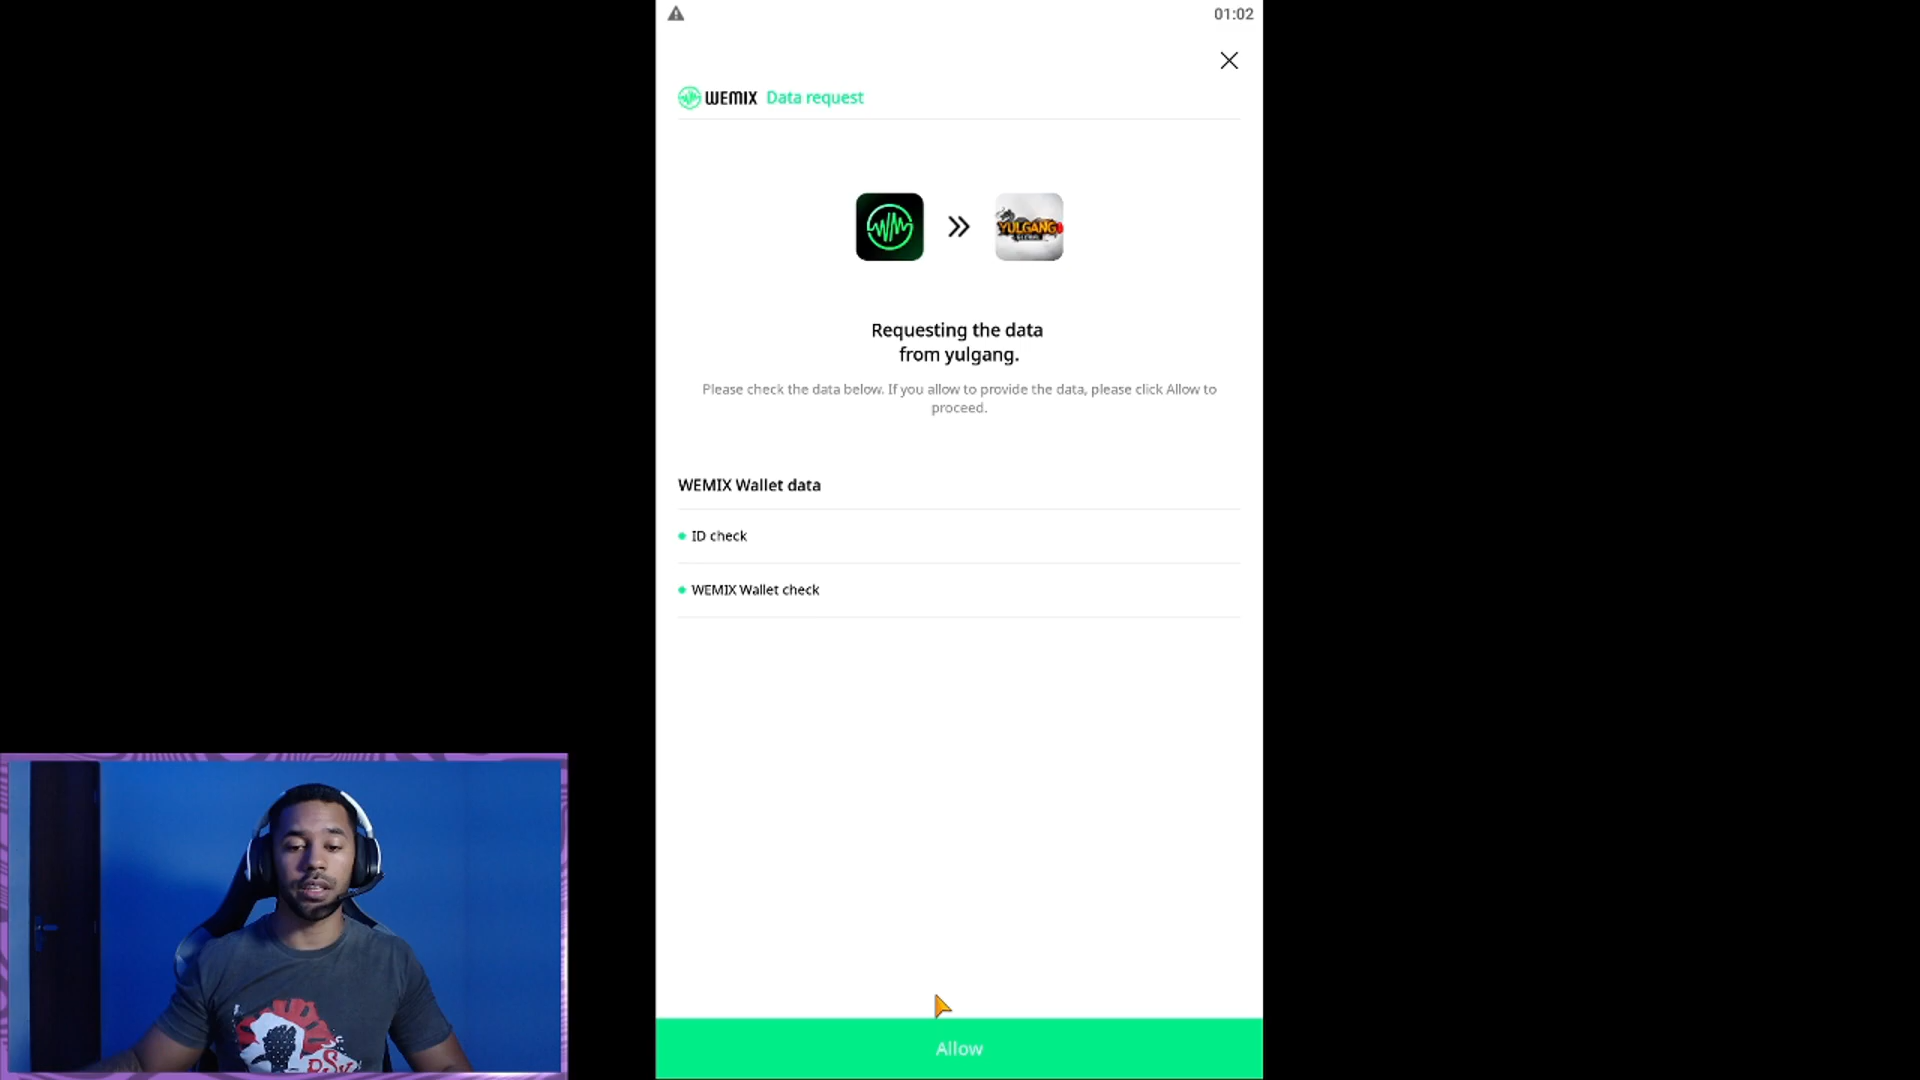 01:02
WEMIX Data request
YULGANG
Requesting the data
from yulgang.
Please check the data below. If you allow to provide the data, please click Allow to
proceed.
WEMIX Wallet data
ID check
WEMIX Wallet check
Allow